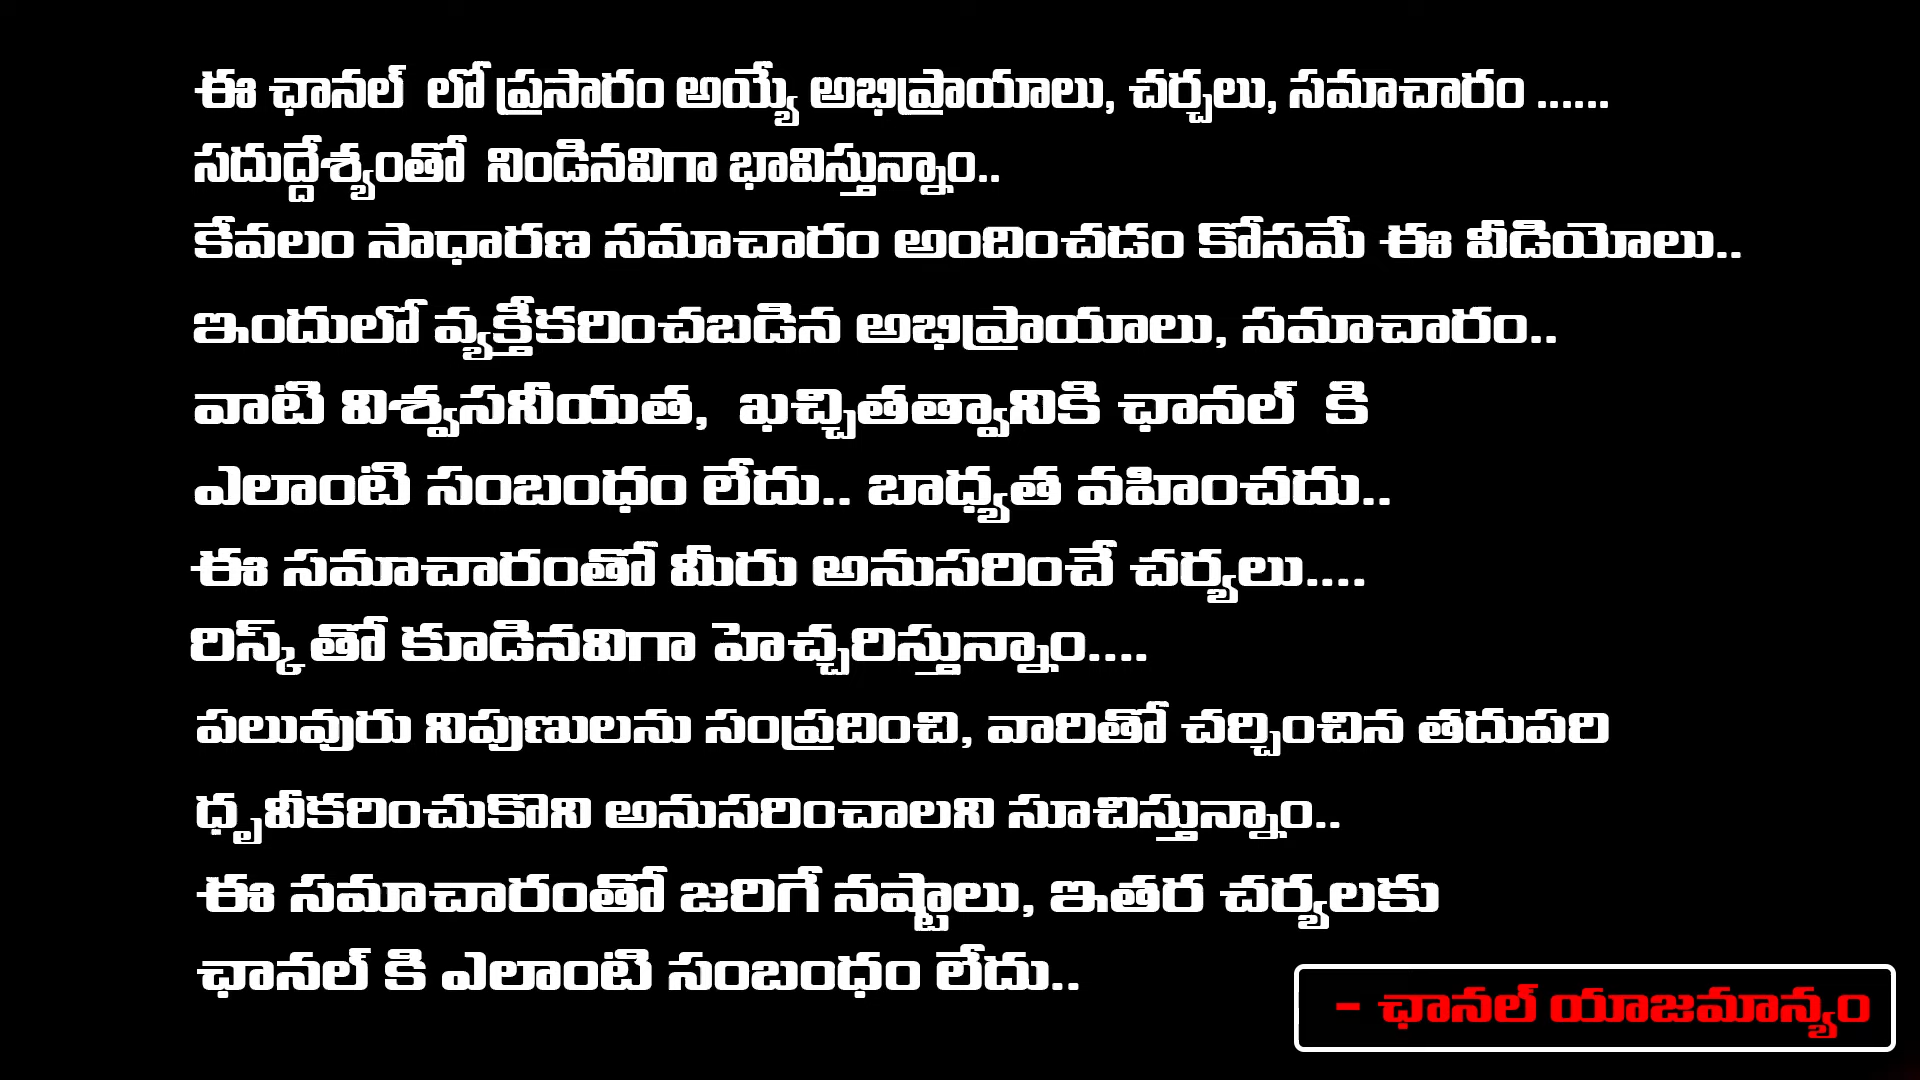 ఈ ఛానల్ లో ప్రసారం అయ్యే అభిప్రాయాలు, చర్చలు, సమాచారం ......
సదుద్దేశ్యంతో నిండినవిగా భావిస్తున్నాం..
కేవలం సాధారణ సమాచారం అందించడం కోసమే ఈ వీడియోలు..
ఇందులో వ్యక్తీకరించబడిన అభిప్రాయాలు, సమాచారం..
వాటి విశ్వసనీయత, ఖచ్చితత్వానికి ఛానల్ కి
ఎలాంటి సంబంధం లేదు.. బాధ్యత వహించదు..
ఈ సమాచారంతో మీరు అనుసరించే చర్యలు....
రిస్క్ తో కూడినవిగా హెచ్చరిస్తున్నాం....
పలువురు నిపుణులను సంప్రదించి, వారితో చర్చించిన తదుపరి
ధృవీకరించుకొని అనుసరించాలని సూచిస్తున్నాం..
ఈ సమాచారంతో జరిగే నష్టాలు, ఇతర చర్యలకు
ఛానల్ కి ఎలాంటి సంబంధం లేదు..
- ఛానల్ యాజమాన్యం